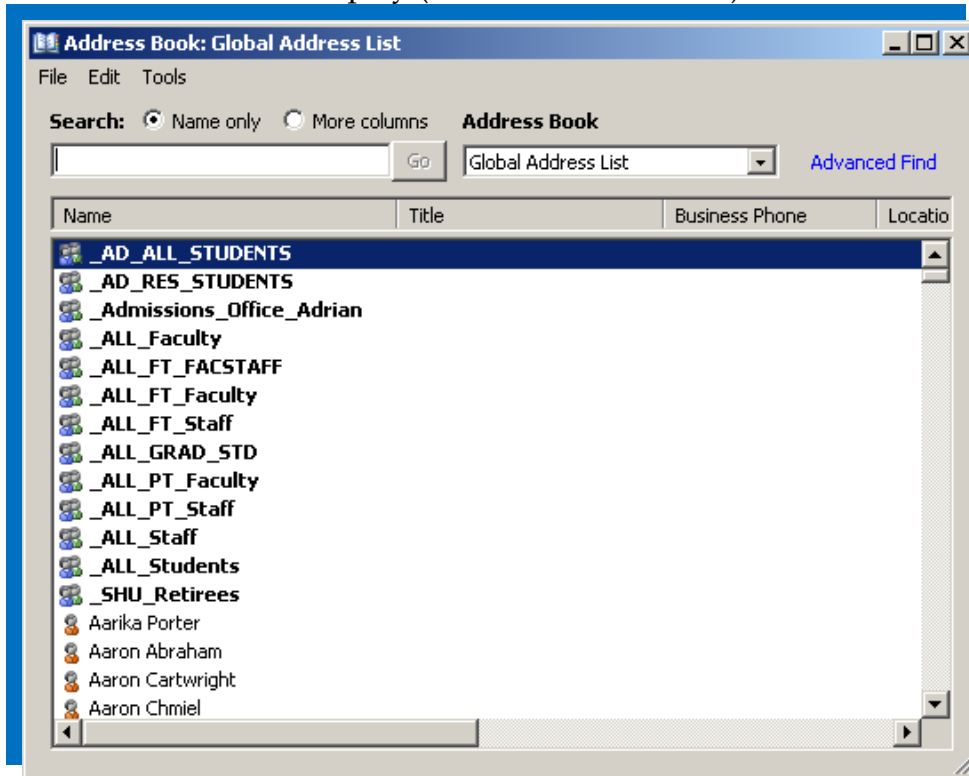 Address Book: Global Address List
File Edit Tools
Search: Name only More columns Address Book
Go Global Address List Advanced Find
Name Title Business Phone Locatio
_AD_ALL_STUDENTS
_AD_RES_STUDENTS
_Admissions_Office_Adrian
_ALL_Faculty
_ALL_FT_FACSTAFF
_ALL_FT_Faculty
_ALL_FT_Staff
_ALL_GRAD_STD
_ALL_PT_Faculty
_ALL_PT_Staff
_ALL_Staff
_ALL_Students
_SHU_Retirees
Aarika Porter
Aaron Abraham
Aaron Cartwright
Aaron Chmiel